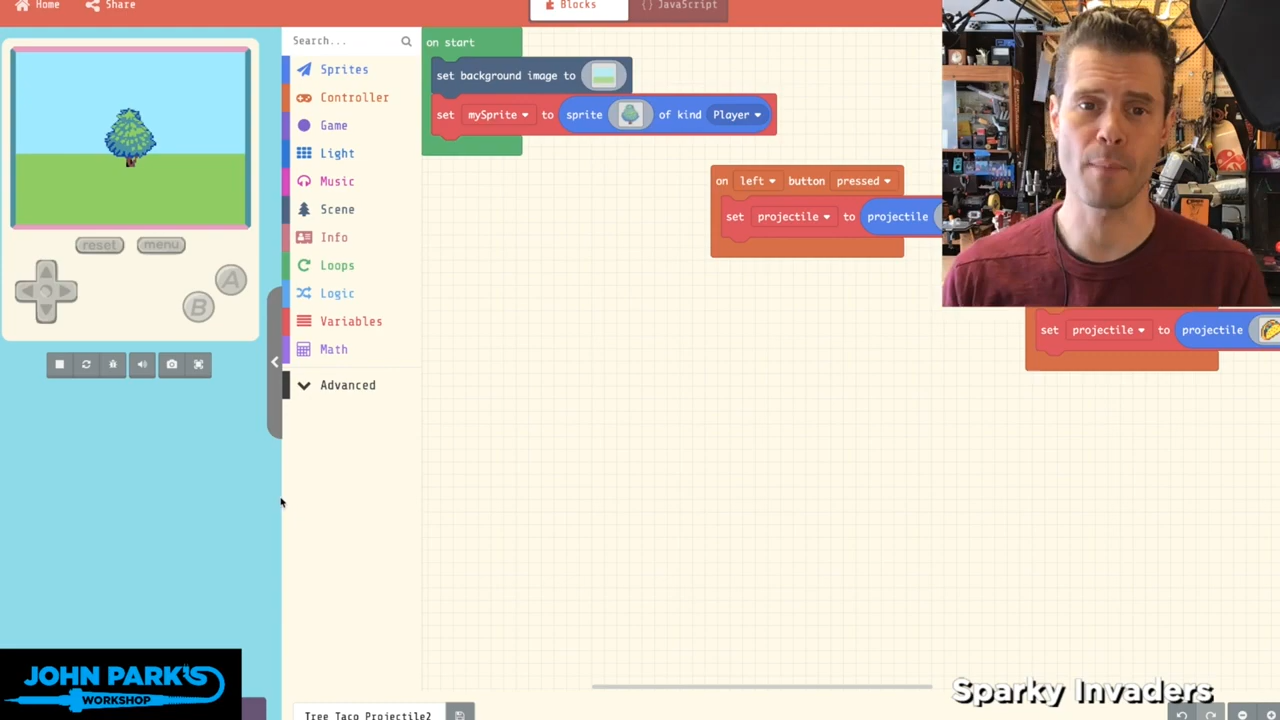 Home
Share
Blocks
{} JavaScript
Search...
on start
set background image to
set mySprite to sprite of kind Player
Sprites
Controller
Game
Light
Music
Scene
Info
Loops
Logic
Variables
Math
Advanced
reset
menu
A
B
on left button pressed
set projectile to projectile
set projectile to projectile
JOHN PARK'S
WORKSHOP
Tree Taco Projectile2
Sparky Invaders